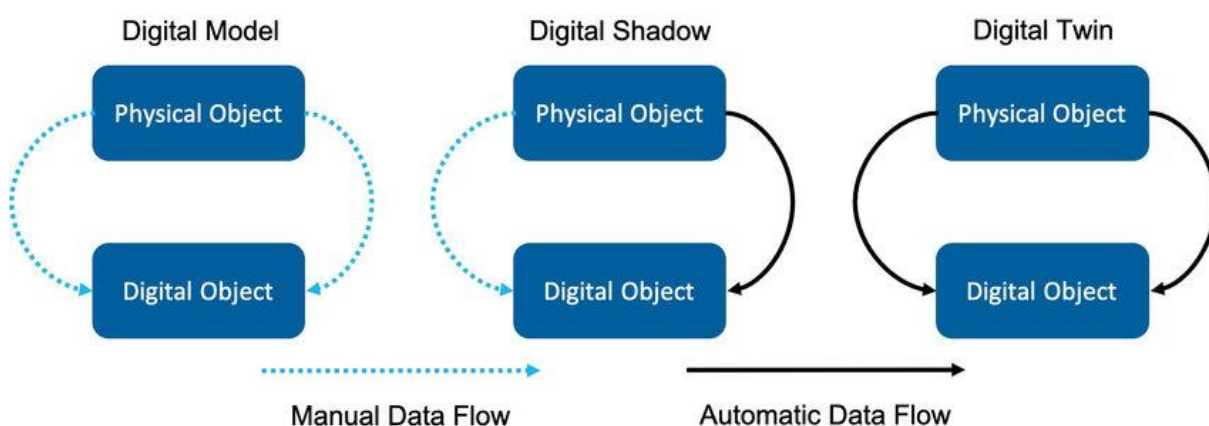 Digital Model
Digital Shadow
Digital Twin
Physical Object
Physical Object
Physical Object
Digital Object
Digital Object
Digital Object
Manual Data Flow
Automatic Data Flow